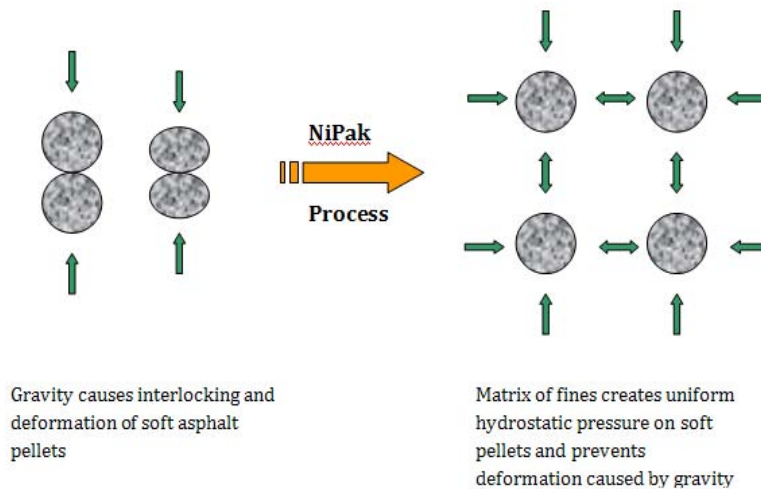 NiPak
Process
Gravity causes interlocking and
deformation of soft asphalt
pellets
Matrix of fines creates uniform
hydrostatic pressure on soft
pellets and prevents
deformation caused by gravity